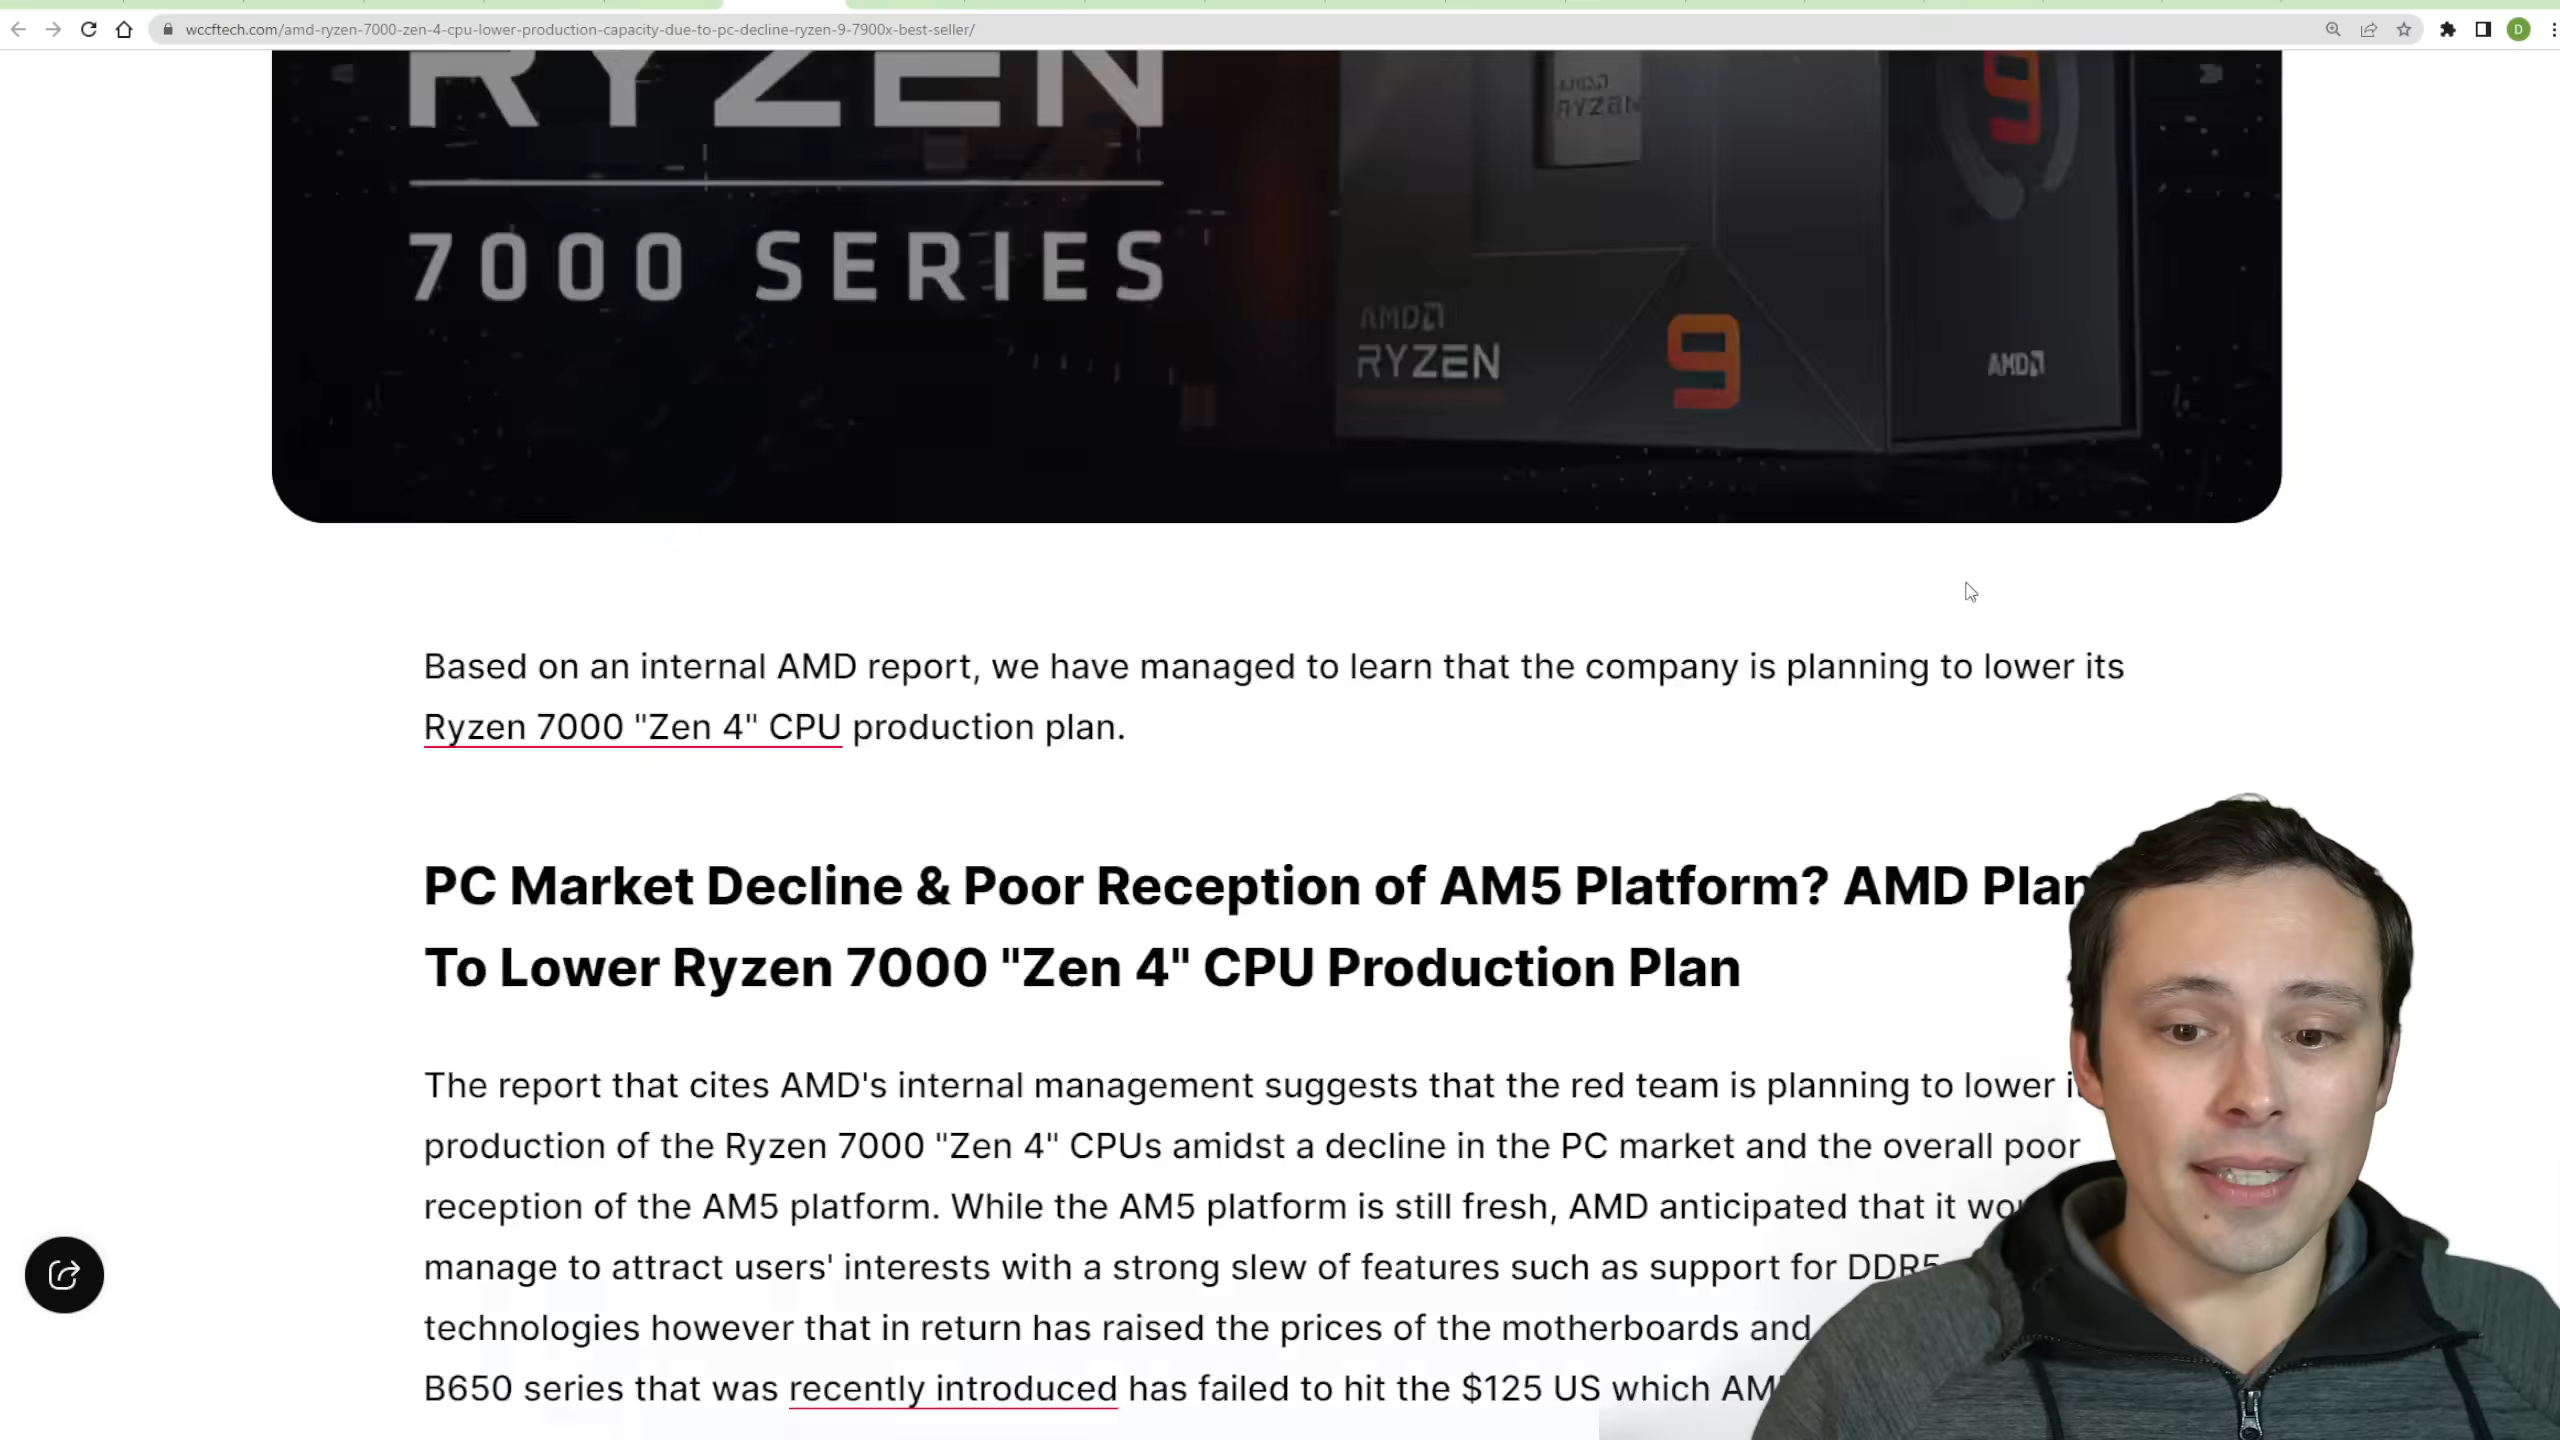 wccftech.com/amd-ryzen-7000-zen-4-cpu-lower-production-capacity-due-to-pc-decline-ryzen-9-7900x-best-seller/
D
RYZEN
7000 SERIES
AMD
RYZEN
9
AMD
RYZEN
9
AMD
Based on an internal AMD report, we have managed to learn that the company is planning to lower its
Ryzen 7000 "Zen 4" CPU production plan.
PC Market Decline & Poor Reception of AM5 Platform? AMD Plan
To Lower Ryzen 7000 "Zen 4" CPU Production Plan
The report that cites AMD's internal management suggests that the red team is planning to lower
production of the Ryzen 7000 "Zen 4" CPUs amidst a decline in the PC market and the overall poor
reception of the AM5 platform. While the AM5 platform is still fresh, AMD anticipated that it
manage to attract users' interests with a strong slew of features such as support for DDR5
technologies however that in return has raised the prices of the motherboards and
B650 series that was recently introduced has failed to hit the $125 US which